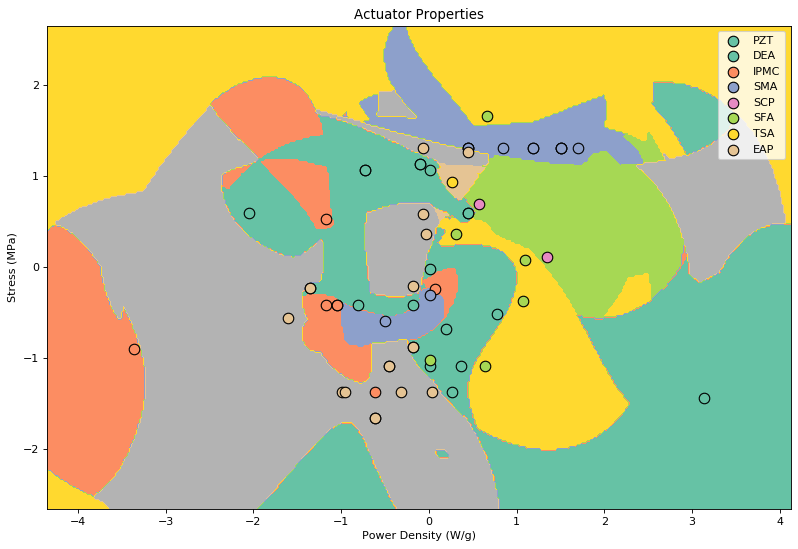 Actuator Properties
PZT
DEA
IPMC
SMA
SCP
SFA
TSA
EAP
2
1
0
−1
−2
Stress (MPa)
−4 −3 −2 −1 0 1 2 3 4
Power Density (W/g)